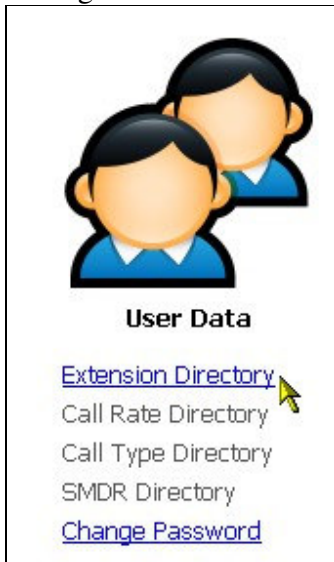 User Data
Extension Directory
Call Rate Directory
Call Type Directory
SMDR Directory
Change Password